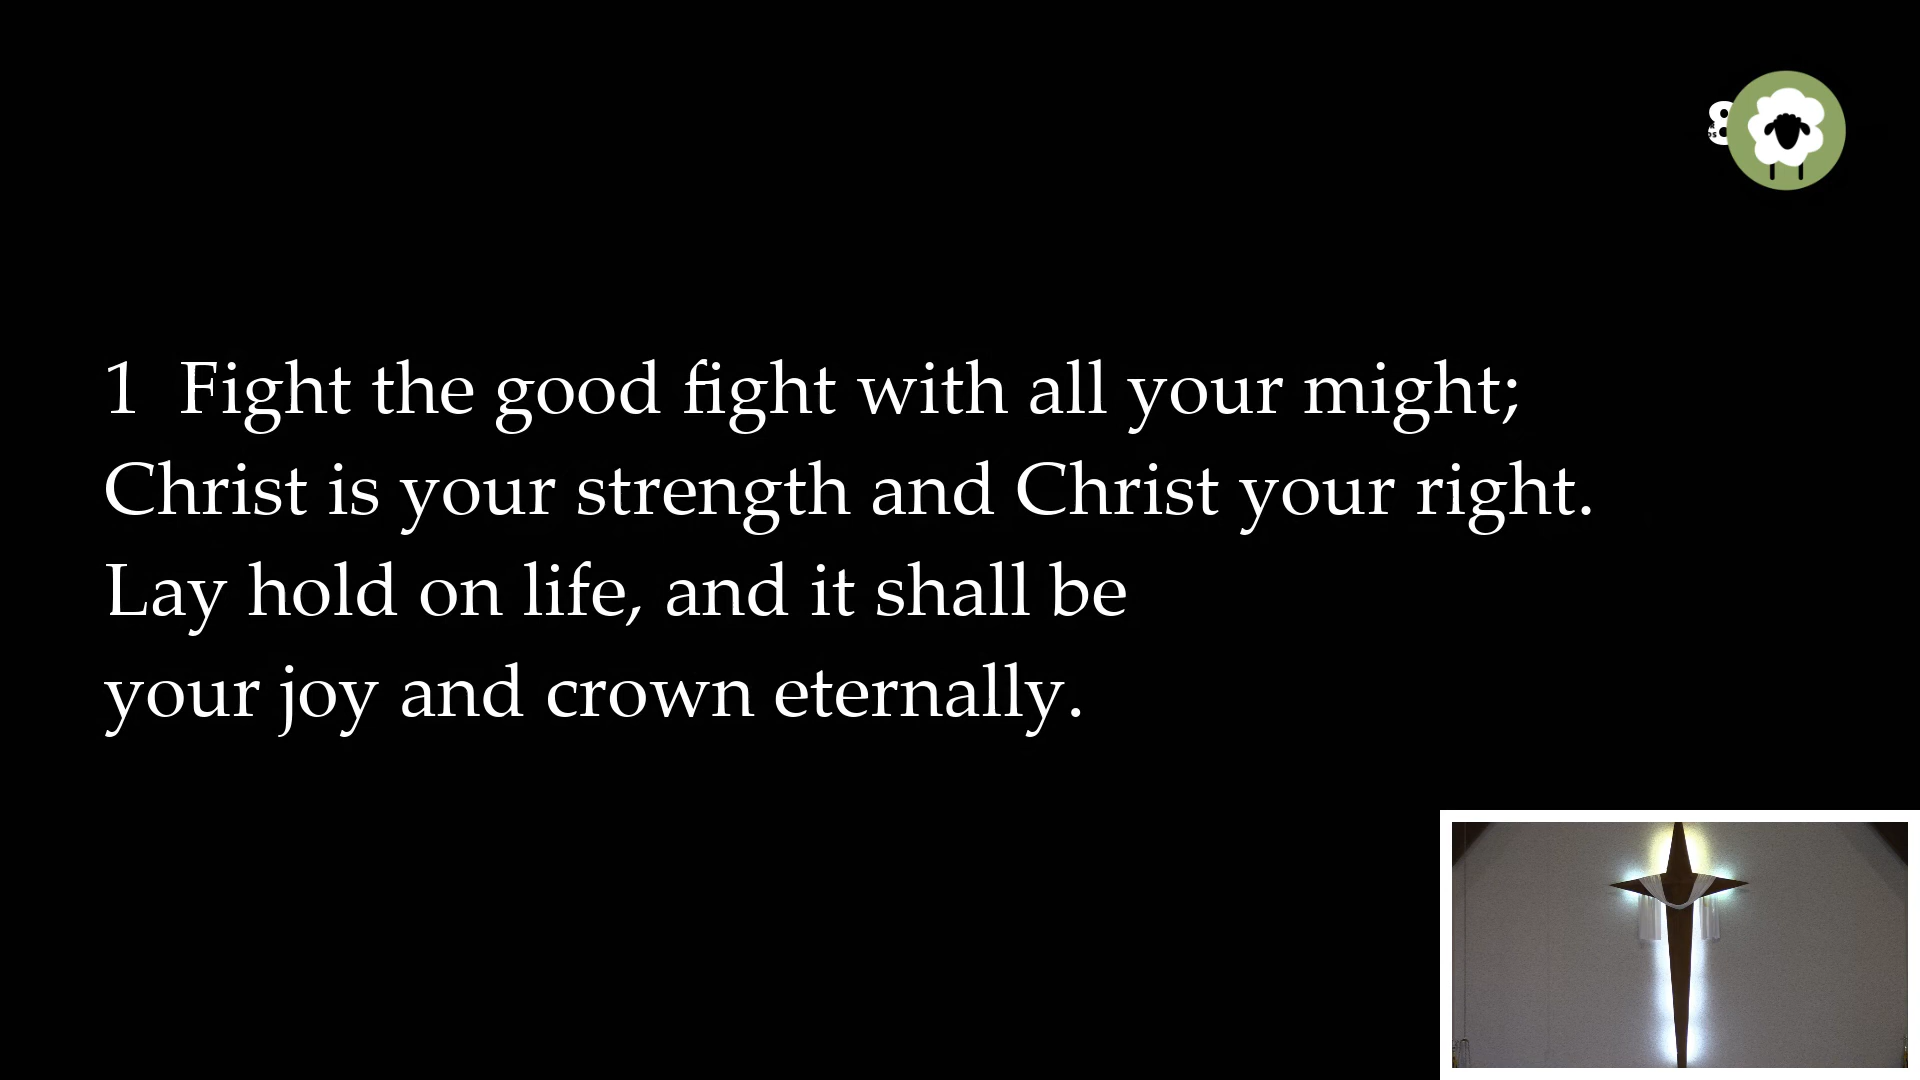 8
1 Fight the good fight with all your might;
Christ is your strength and Christ your right.
Lay hold on life, and it shall be
your joy and crown eternally.